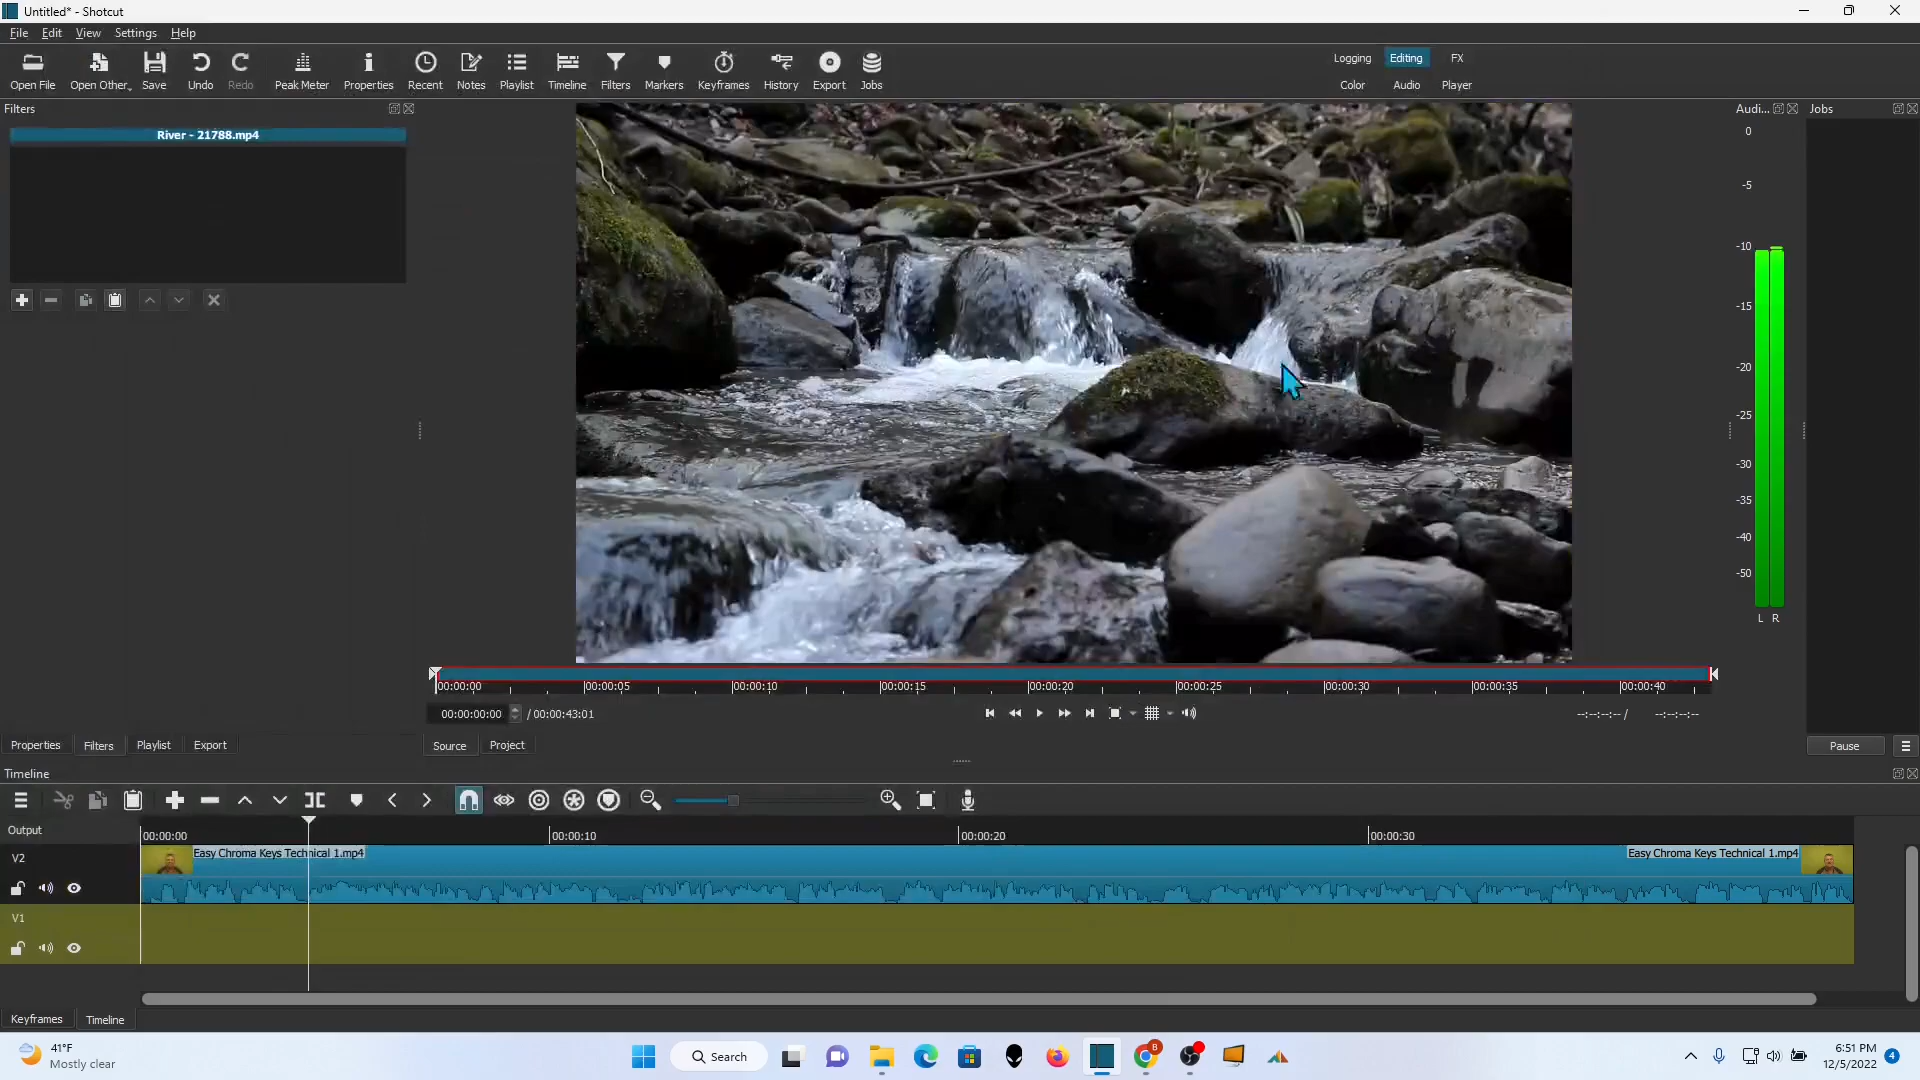 Untitled* - Shotcut
File Edit View Settings Help
Open File Open Other Save Undo Redo Peak Meter Properties Recent Notes Playlist Timeline Filters Markers Keyframes History Export Jobs
Logging Editing FX
Color Audio Player
Filters
River - 21788.mp4
Audi...
Jobs
0
-5
-10
-15
-20
-25
-30
-35
-40
-50
L R
00:00:00 00:00:05 00:00:10 00:00:15 00:00:20 00:00:25 00:00:30 00:00:35 00:00:40
00:00:00:00 / 00:00:43:01
--:--:--:-- / --:--:--:--
Properties Filters Playlist Export
Source Project
Pause
Timeline
Output
00:00:00 00:00:10 00:00:20 00:00:30
V2
Easy Chroma Keys Technical 1.mp4 Easy Chroma Keys Technical 1.mp4
V1
Keyframes Timeline
41°F
Mostly clear
Search
B
6:51 PM
12/5/2022
4